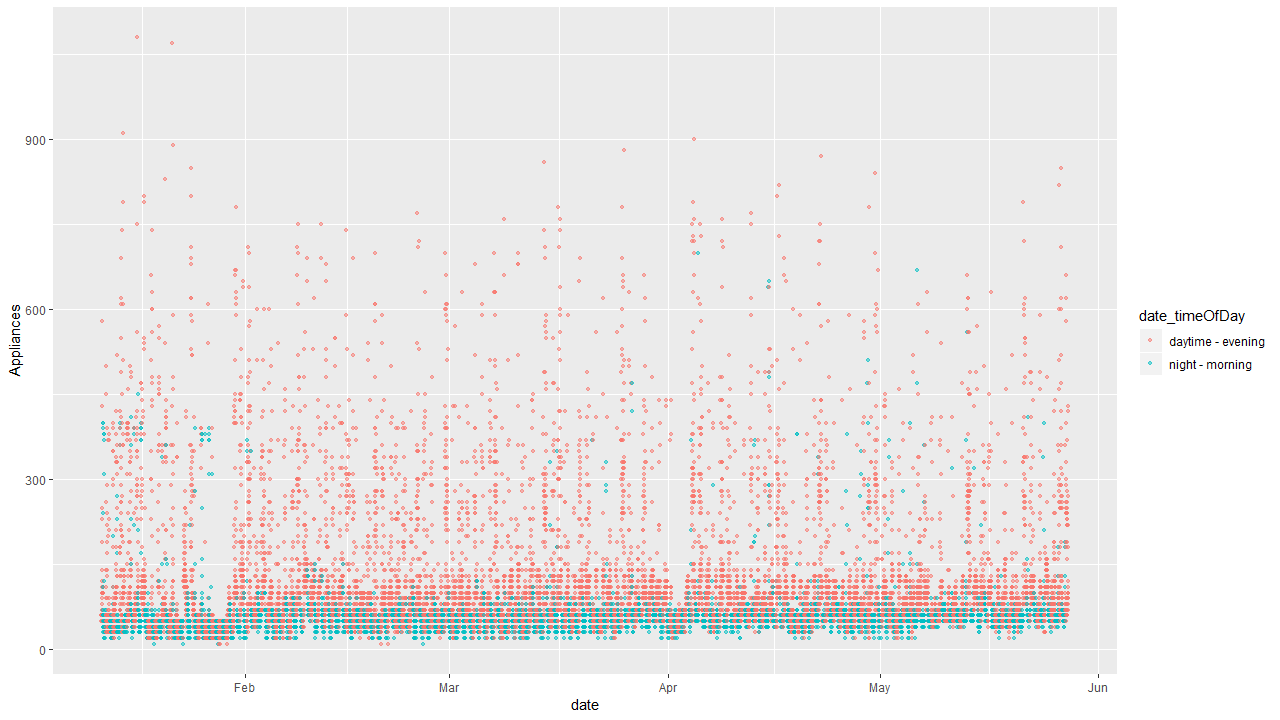 Appliances
900
600
300
0
Feb
Mar
Apr
May
Jun
date
date_timeOfDay
daytime - evening
night - morning